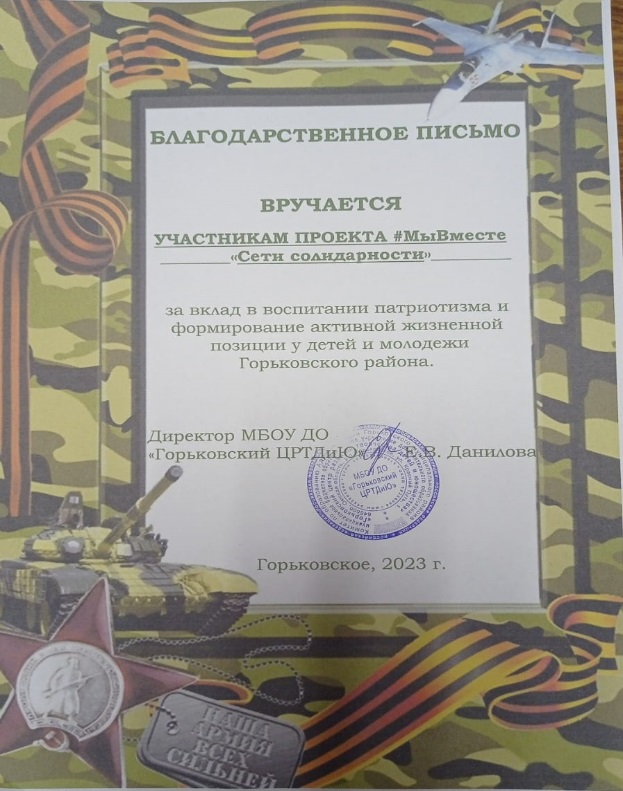 БЛАГОДАРСТВЕННОЕ ПИСЬМО
ВРУЧАЕТСЯ
УЧАСТНИКАМ ПРОЕКТА #МыВместе
«Сети солидарности»
за вклад в воспитании патриотизма и
формирование активной жизненной
позиции у детей и молодежи
Горьковского района.
Директор МБОУ ДО
«Горьковский ЦРТДиЮ» Е.В. Данилова
МБОУ ДО
«Горьковский
ЦРТДиЮ»
Горьковское, 2023 г.
НАША
АРМИЯ
ВСЕХ
СИЛЬНЕЙ